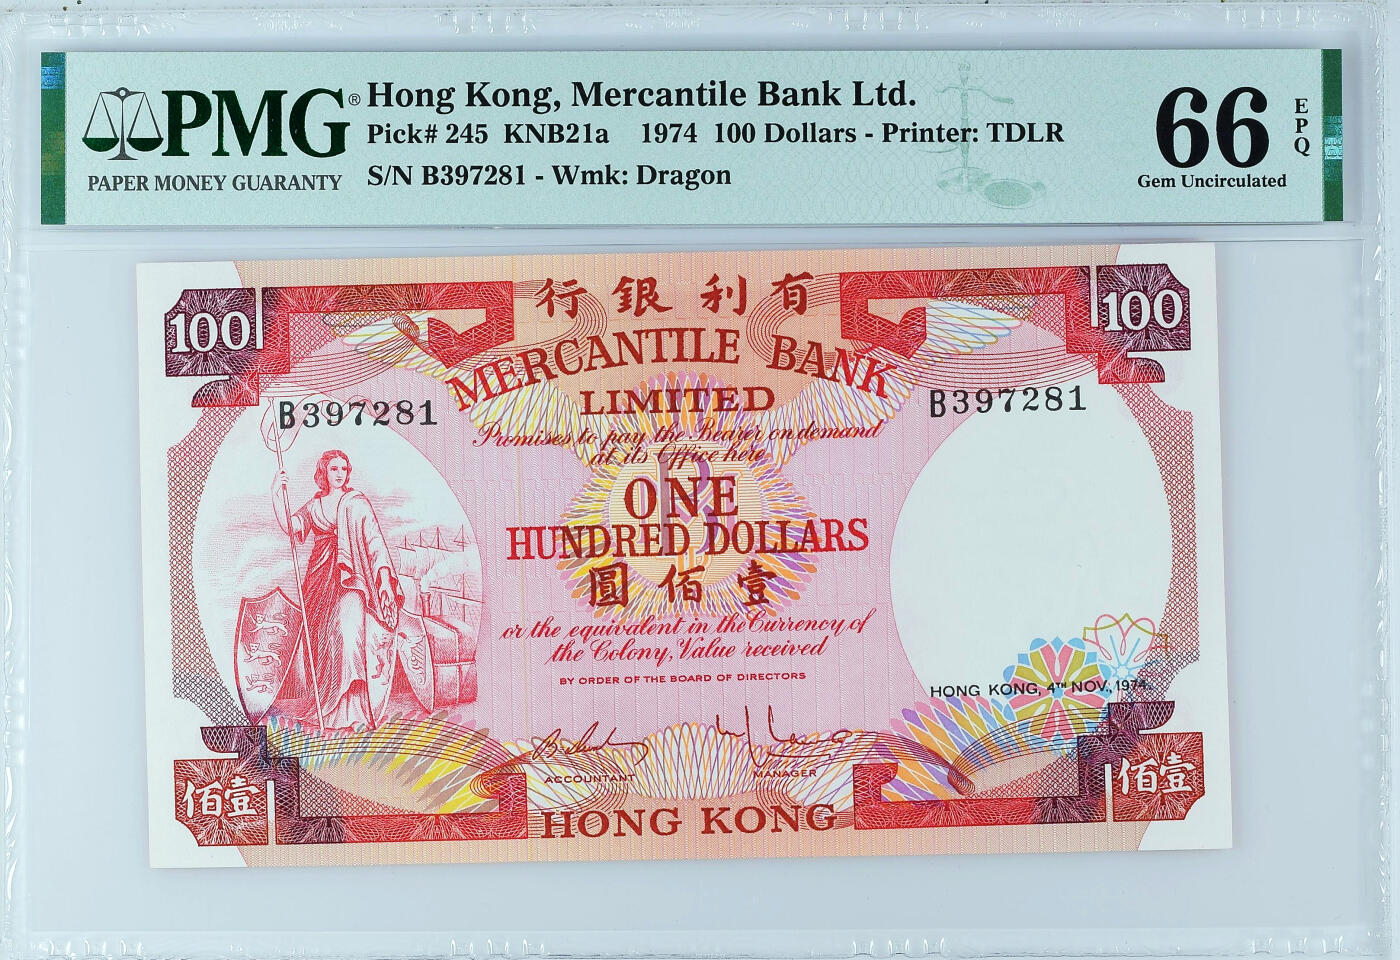 PMG®
PAPER MONEY GUARANTY
Hong Kong, Mercantile Bank Ltd.
Pick# 245 KNB21a 1974 100 Dollars - Printer: TDLR
S/N B397281 - Wmk: Dragon
66
EPQ
Gem Uncirculated
100
行銀利有
100
MERCANTILE BANK
LIMITED
B397281
B397281
Promises to pay the Bearer on demand
at its Office here
ONE
HUNDRED DOLLARS
圓佰壹
or the equivalent in the Currency of
the Colony, Value received
BY ORDER OF THE BOARD OF DIRECTORS
HONG KONG, 4TH NOV., 1974.
ACCOUNTANT
MANAGER
佰壹
HONG KONG
佰壹